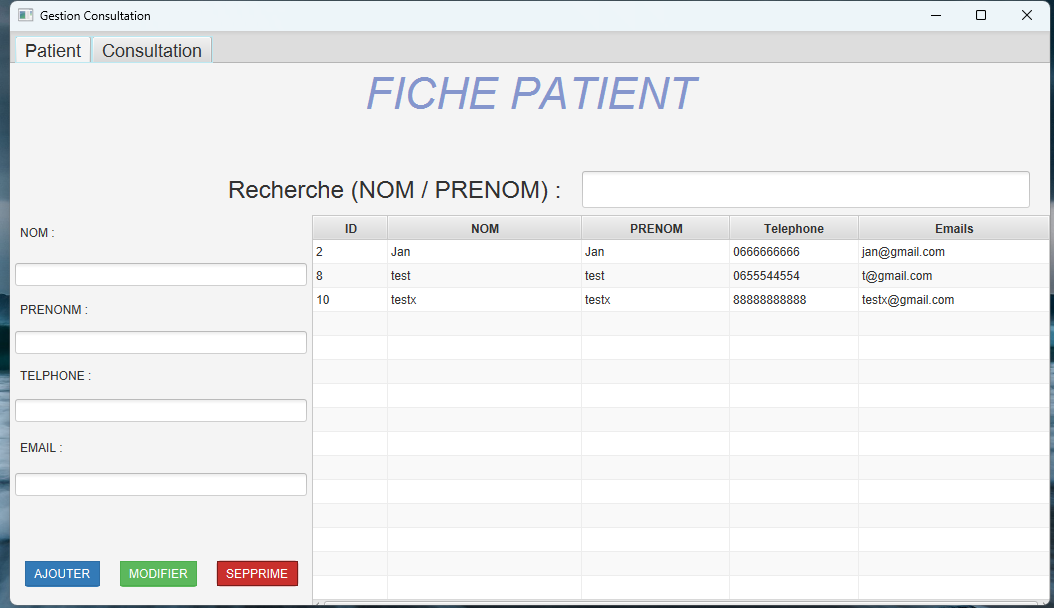 Gestion Consultation
Patient Consultation
FICHE PATIENT
Recherche (NOM / PRENOM) :
NOM :
PRENONM :
TELPHONE :
EMAIL :
AJOUTER MODIFIER SEPPRIME
ID NOM PRENOM Telephone Emails
2 Jan Jan 0666666666 jan@gmail.com
8 test test 0655544554 t@gmail.com
10 testx testx 88888888888 testx@gmail.com